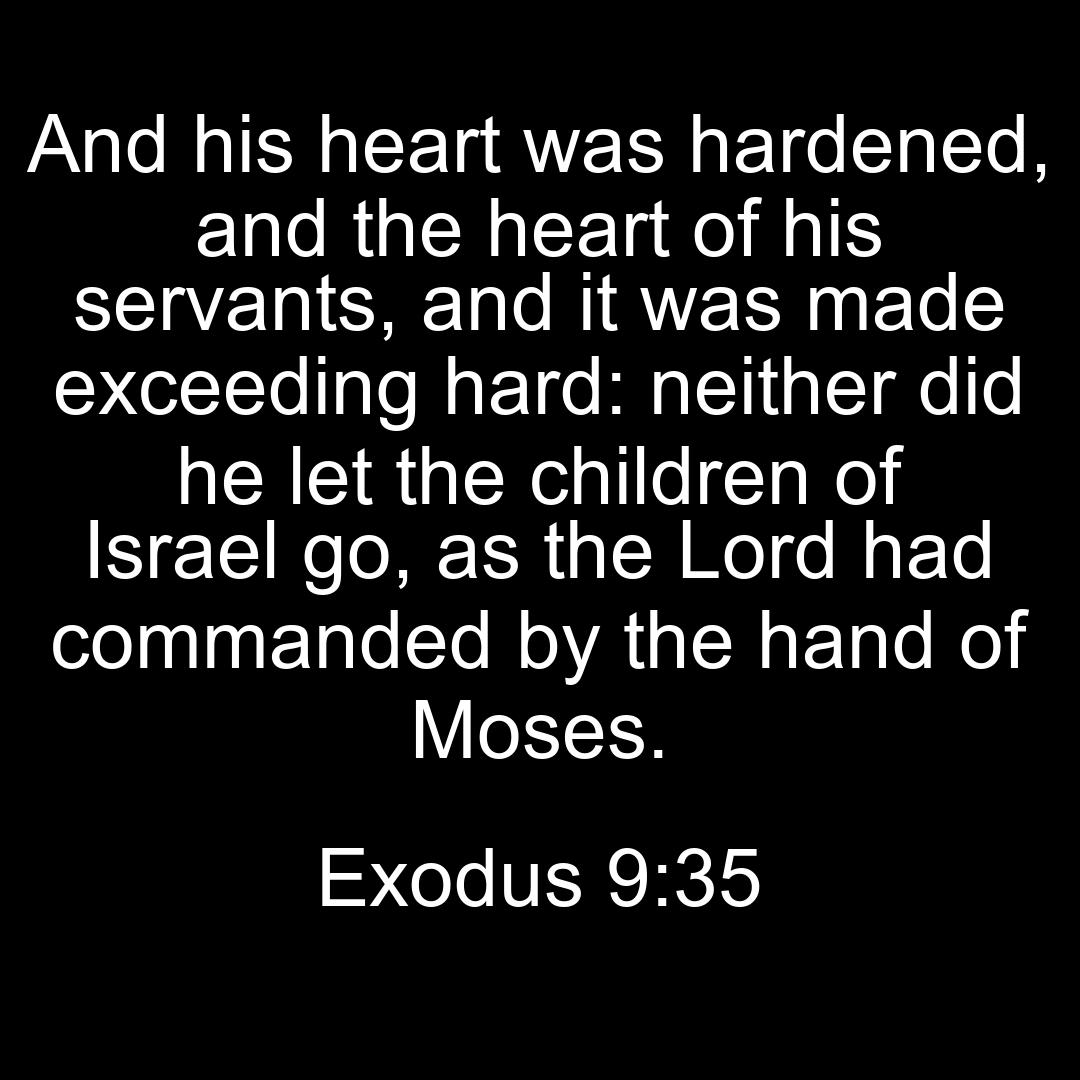 And his heart was hardened,
and the heart of his
servants, and it was made
exceeding hard: neither did
he let the children of
Israel go, as the Lord had
commanded by the hand of
Moses.
Exodus 9:35